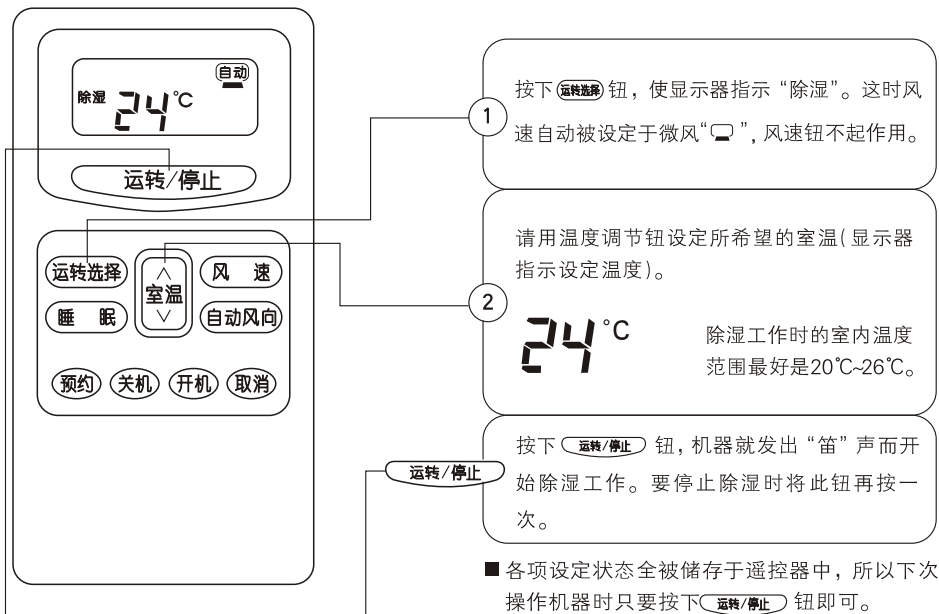 自动
除湿 24℃
运转/停止
运转选择 室温 风 速
睡 眠 自动风向
预约 关机 开机 取消
1
按下 运转选择 钮，使显示器指示“除湿”。这时风
速自动被设定于微风“ ”，风速钮不起作用。
2
请用温度调节钮设定所希望的室温(显示器
指示设定温度)。
24℃
除湿工作时的室内温度
范围最好是20℃~26℃。
运转/停止
按下 运转/停止 钮，机器就发出“笛”声而开
始除湿工作。要停止除湿时将此钮再按一
次。
■各项设定状态全被储存于遥控器中，所以下次
操作机器时只要按下 运转/停止 钮即可。